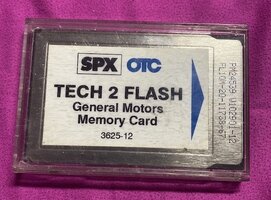 SPX OTC
TECH 2 FLASH
General Motors
Memory Card
3625-12